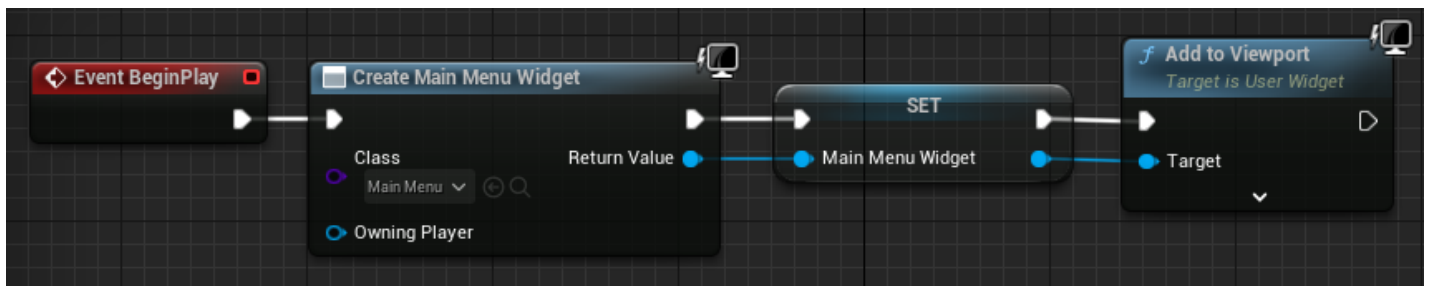 Event BeginPlay
Create Main Menu Widget
Class
Main Menu
Return Value
Owning Player
SET
Main Menu Widget
f Add to Viewport
Target is User Widget
Target